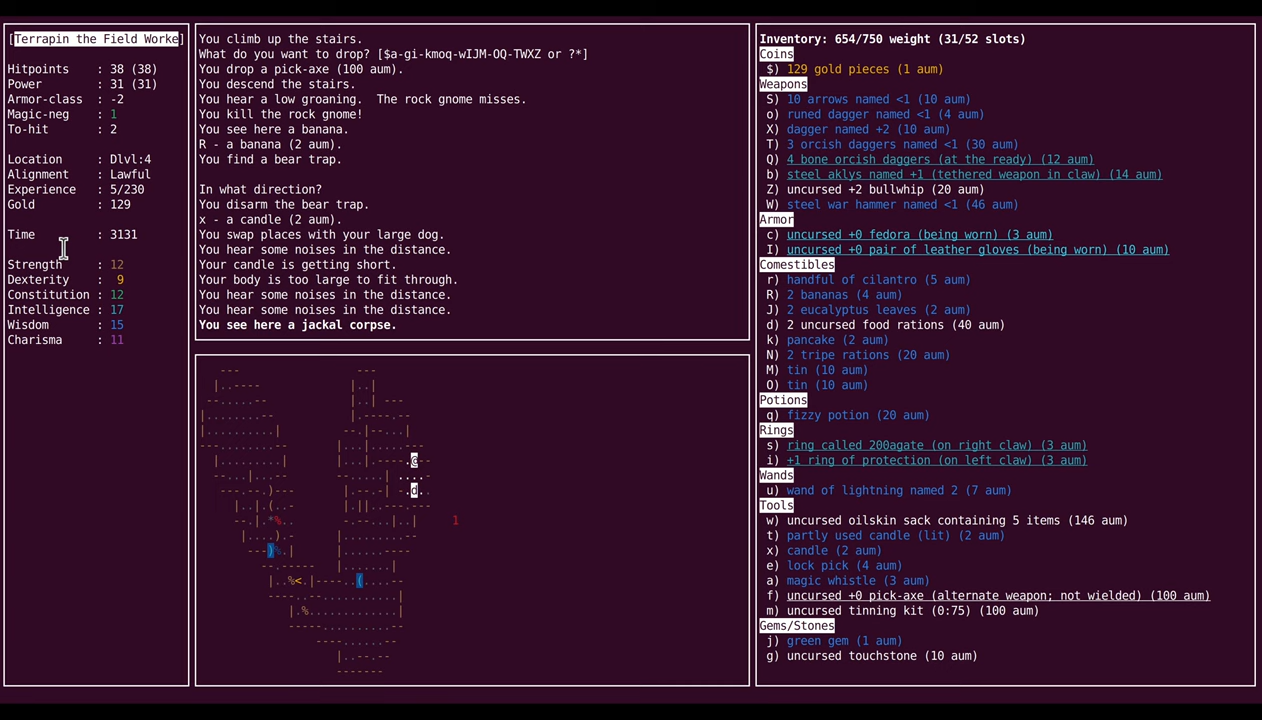 [Terrapin the Field Worke]
Hitpoints : 38 (38)
Power : 31 (31)
Armor-class : -2
Magic-neg : 1
To-hit : 2
Location : Dlvl:4
Alignment : Lawful
Experience : 5/230
Gold : 129
Time : 3131
Strength : 12
Dexterity : 9
Constitution : 12
Intelligence : 17
Wisdom : 15
Charisma : 11
You climb up the stairs.
What do you want to drop? [$a-gi-kmoq-wIJM-OQ-TWXZ or ?*]
You drop a pick-axe (100 aum).
You descend the stairs.
You hear a low groaning.  The rock gnome misses.
You kill the rock gnome!
You see here a banana.
R - a banana (2 aum).
You find a bear trap.
In what direction?
You disarm the bear trap.
x - a candle (2 aum).
You swap places with your large dog.
You hear some noises in the distance.
Your candle is getting short.
Your body is too large to fit through.
You hear some noises in the distance.
You hear some noises in the distance.
You see here a jackal corpse.
Inventory: 654/750 weight (31/52 slots)
Coins
$) 129 gold pieces (1 aum)
Weapons
S) 10 arrows named <1 (10 aum)
o) runed dagger named <1 (4 aum)
X) dagger named +2 (10 aum)
T) 3 orcish daggers named <1 (30 aum)
Q) 4 bone orcish daggers (at the ready) (12 aum)
b) steel aklys named +1 (tethered weapon in claw) (14 aum)
Z) uncursed +2 bullwhip (20 aum)
W) steel war hammer named <1 (46 aum)
Armor
c) uncursed +0 fedora (being worn) (3 aum)
I) uncursed +0 pair of leather gloves (being worn) (10 aum)
Comestibles
r) handful of cilantro (5 aum)
R) 2 bananas (4 aum)
J) 2 eucalyptus leaves (2 aum)
d) 2 uncursed food rations (40 aum)
k) pancake (2 aum)
N) 2 tripe rations (20 aum)
M) tin (10 aum)
O) tin (10 aum)
Potions
q) fizzy potion (20 aum)
Rings
s) ring called 200agate (on right claw) (3 aum)
i) +1 ring of protection (on left claw) (3 aum)
Wands
u) wand of lightning named 2 (7 aum)
Tools
w) uncursed oilskin sack containing 5 items (146 aum)
t) partly used candle (lit) (2 aum)
x) candle (2 aum)
e) lock pick (4 aum)
a) magic whistle (3 aum)
f) uncursed +0 pick-axe (alternate weapon; not wielded) (100 aum)
m) uncursed tinning kit (0:75) (100 aum)
Gems/Stones
j) green gem (1 aum)
g) uncursed touchstone (10 aum)